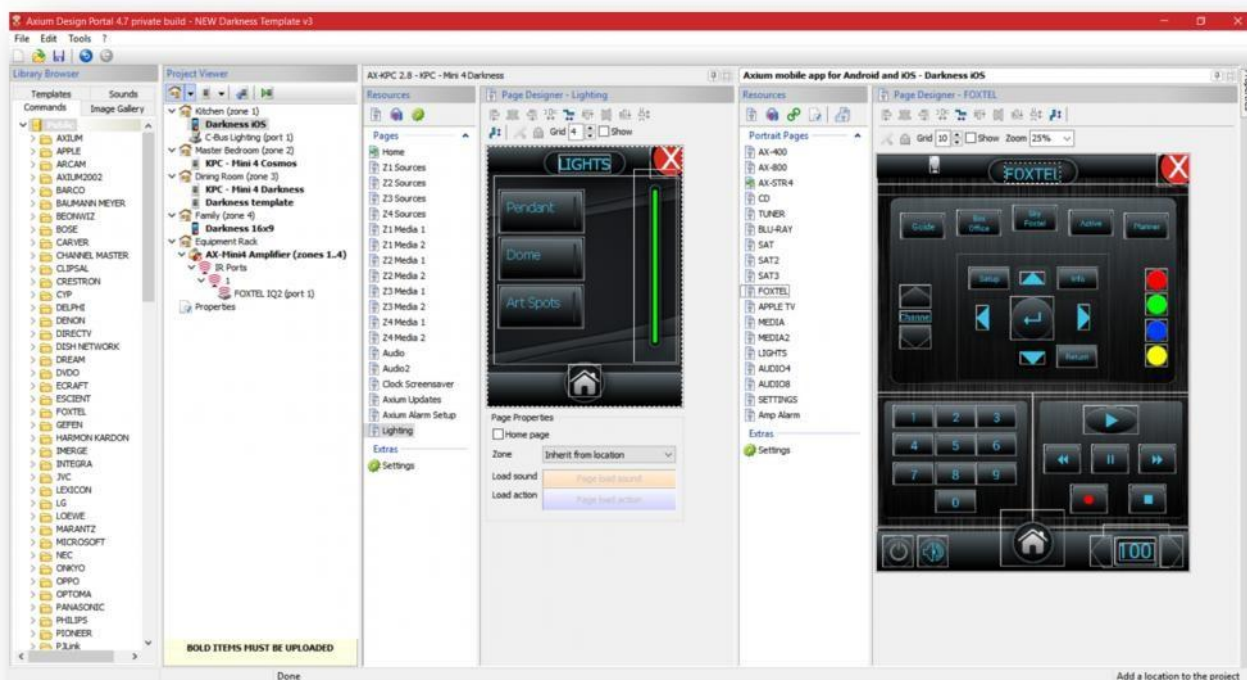 Axium Design Portal 4.7 private build - NEW Darkness Template v3
File Edit Tools ?
Library Browser
Templates Sounds
Commands Image Gallery
Public
AXIUM
APPLE
ARCAM
AXIUM2002
BARCO
BAUMANN MEYER
BEONWIZ
BOSE
CARVER
CHANNEL MASTER
CLIPSAL
CRESTRON
CYP
DELPHI
DENON
DIRECTV
DISH NETWORK
DREAM
DVDO
ECRAFT
ESCIENT
FOXTEL
GEFEN
HARMON KARDON
IMERGE
INTEGRA
JVC
LEXICON
LG
LOEWE
MARANTZ
MICROSOFT
NEC
ONKYO
OPPO
OPTOMA
PANASONIC
PHILIPS
PIONEER
PJLink
Project Viewer
Kitchen (zone 1)
Darkness iOS
C-Bus Lighting (port 1)
Master Bedroom (zone 2)
KPC - Mini 4 Cosmos
Dining Room (zone 3)
KPC - Mini 4 Darkness
Darkness template
Family (zone 4)
Darkness 16x9
Equipment Rack
AX-Mini4 Amplifier (zones 1..4)
IR Ports
1
FOXTEL IQ2 (port 1)
Properties
BOLD ITEMS MUST BE UPLOADED
AX-KPC 2.8 - KPC - Mini 4 Darkness
Resources
Pages
Home
Z1 Sources
Z2 Sources
Z3 Sources
Z4 Sources
Z1 Media 1
Z1 Media 2
Z2 Media 1
Z2 Media 2
Z3 Media 1
Z3 Media 2
Z4 Media 1
Z4 Media 2
Audio
Audio2
Clock Screensaver
Axium Updates
Axium Alarm Setup
Lighting
Extras
Settings
Page Designer - Lighting
Grid 4 Show
LIGHTS
X
Pendant
Dome
Art Spots
Page Properties
Home page
Zone Inherit from location
Load sound Page load sound
Load action Page load action
Axium mobile app for Android and iOS - Darkness iOS
Resources
Portrait Pages
AX-400
AX-800
AX-STR4
CD
TUNER
BLU-RAY
SAT
SAT2
SAT3
FOXTEL
APPLE TV
MEDIA
MEDIA2
LIGHTS
AUDIO4
AUDIO8
SETTINGS
Amp Alarm
Extras
Settings
Page Designer - FOXTEL
Grid 10 Show Zoom 25%
FOXTEL
X
Guide Box Office Sky Foxtel Active Planner
Setup Info
Channel
Return
1 2 3
4 5 6
7 8 9
0
100
Properties
Done
Add a location to the project